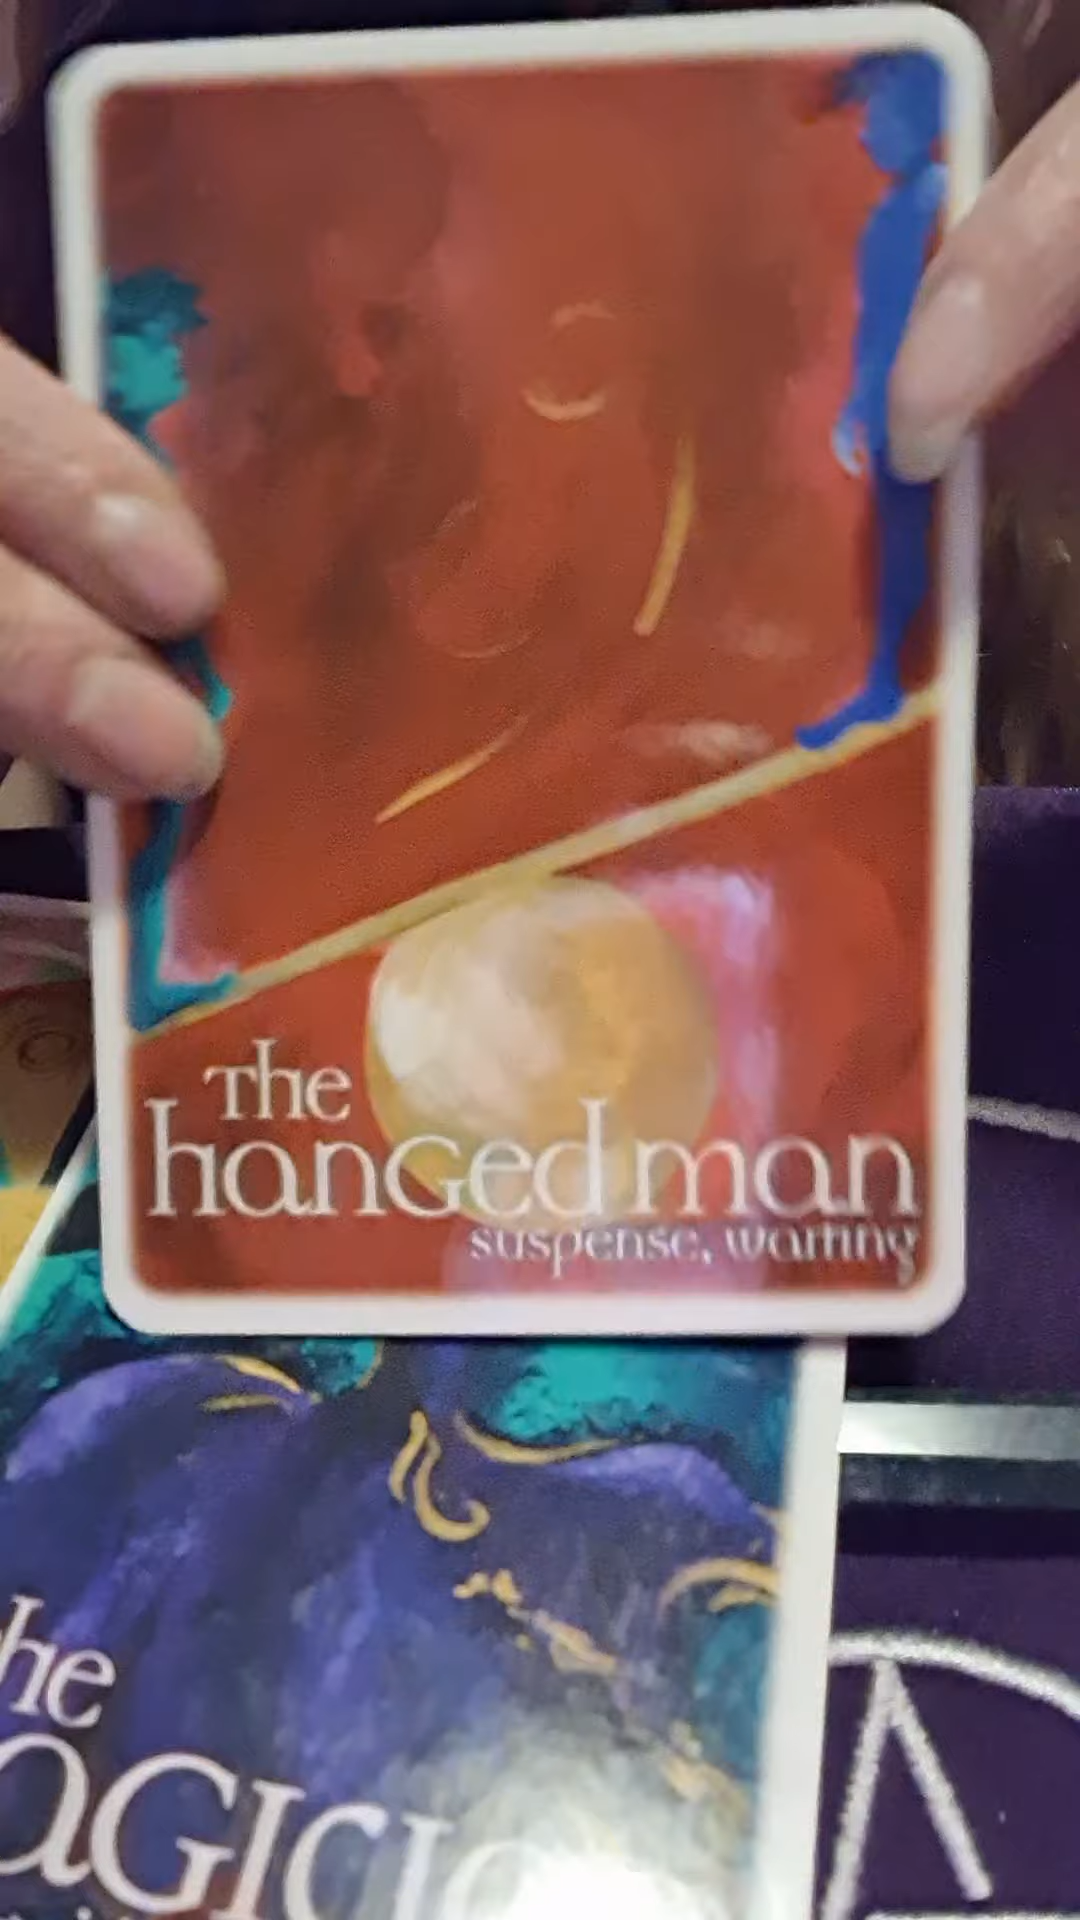 The
hanged man
suspense, waiting
he
agici